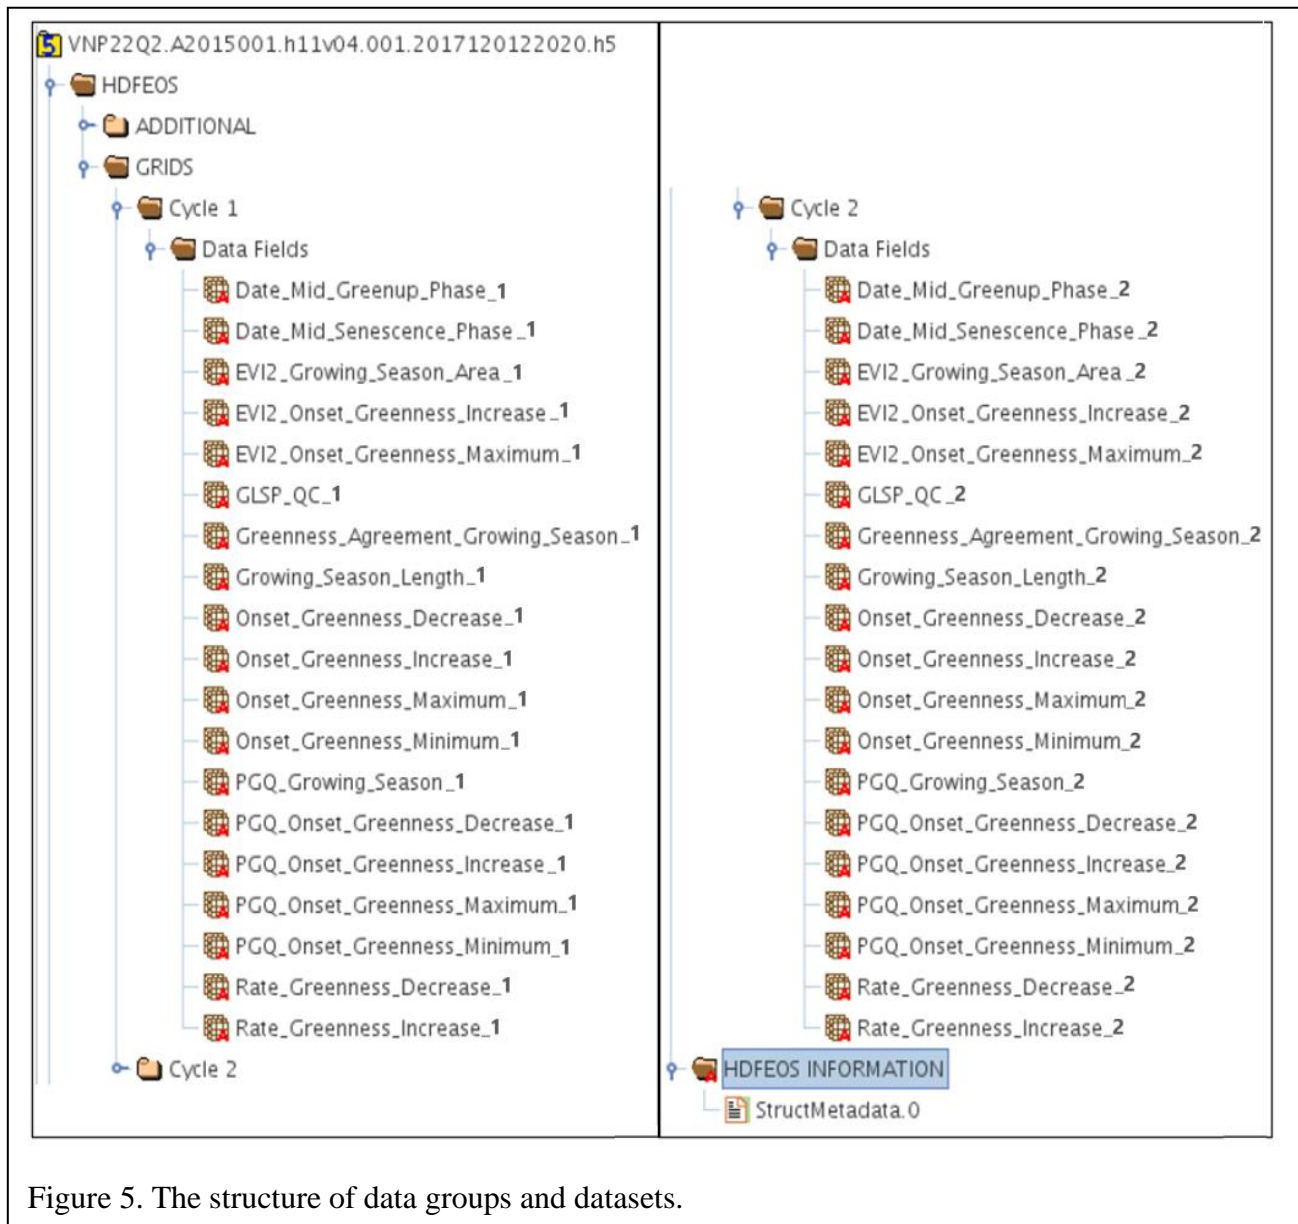 VNP22Q2.A2015001.h11v04.001.2017120122020.h5
HDFEOS
ADDITIONAL
GRIDS
Cycle 1
Data Fields
Date_Mid_Greenup_Phase_1
Date_Mid_Senescence_Phase_1
EVI2_Growing_Season_Area_1
EVI2_Onset_Greenness_Increase_1
EVI2_Onset_Greenness_Maximum_1
GLSP_QC_1
Greenness_Agreement_Growing_Season_1
Growing_Season_Length_1
Onset_Greenness_Decrease_1
Onset_Greenness_Increase_1
Onset_Greenness_Maximum_1
Onset_Greenness_Minimum_1
PGQ_Growing_Season_1
PGQ_Onset_Greenness_Decrease_1
PGQ_Onset_Greenness_Increase_1
PGQ_Onset_Greenness_Maximum_1
PGQ_Onset_Greenness_Minimum_1
Rate_Greenness_Decrease_1
Rate_Greenness_Increase_1
Cycle 2
Cycle 2
Data Fields
Date_Mid_Greenup_Phase_2
Date_Mid_Senescence_Phase_2
EVI2_Growing_Season_Area_2
EVI2_Onset_Greenness_Increase_2
EVI2_Onset_Greenness_Maximum_2
GLSP_QC_2
Greenness_Agreement_Growing_Season_2
Growing_Season_Length_2
Onset_Greenness_Decrease_2
Onset_Greenness_Increase_2
Onset_Greenness_Maximum_2
Onset_Greenness_Minimum_2
PGQ_Growing_Season_2
PGQ_Onset_Greenness_Decrease_2
PGQ_Onset_Greenness_Increase_2
PGQ_Onset_Greenness_Maximum_2
PGQ_Onset_Greenness_Minimum_2
Rate_Greenness_Decrease_2
Rate_Greenness_Increase_2
HDFEOS INFORMATION
StructMetadata.0
Figure 5. The structure of data groups and datasets.